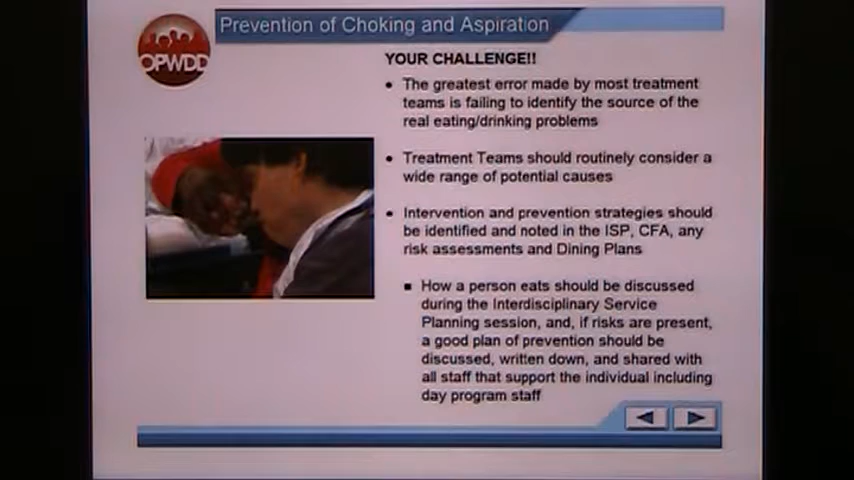 Prevention of Choking and Aspiration
OPWDD
YOUR CHALLENGE!!
• The greatest error made by most treatment
teams is failing to identify the source of the
real eating/drinking problems
• Treatment Teams should routinely consider a
wide range of potential causes
• Intervention and prevention strategies should
be identified and noted in the ISP, CFA, any
risk assessments and Dining Plans
▪ How a person eats should be discussed
during the Interdisciplinary Service
Planning session, and, if risks are present,
a good plan of prevention should be
discussed, written down, and shared with
all staff that support the individual including
day program staff